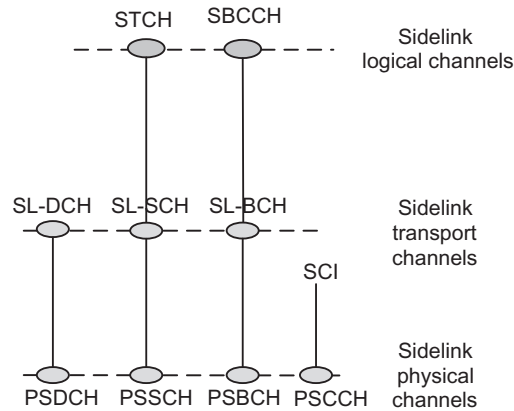 STCH SBCCH
Sidelink
logical channels
SL-DCH SL-SCH SL-BCH
Sidelink
transport
channels
SCI
Sidelink
physical
channels
PSDCH PSSCH PSBCH PSCCH